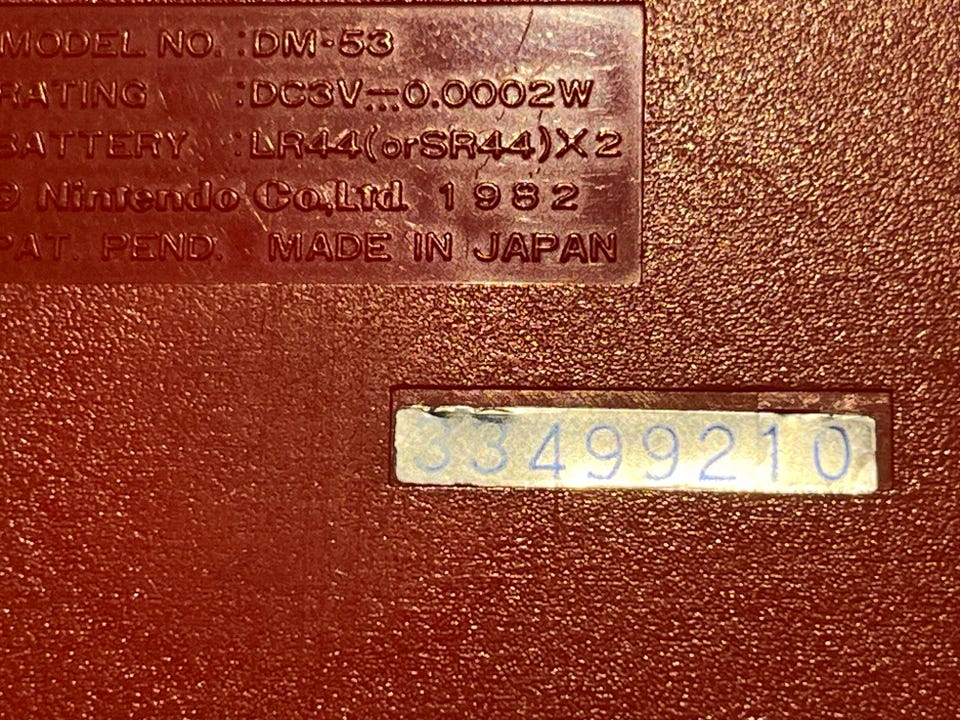 MODEL NO. :DM-53
RATING :DC3V⎓0.0002W
BATTERY :LR44(orSR44)X2
© Nintendo Co.,Ltd. 1982
PAT. PEND. MADE IN JAPAN
33499210